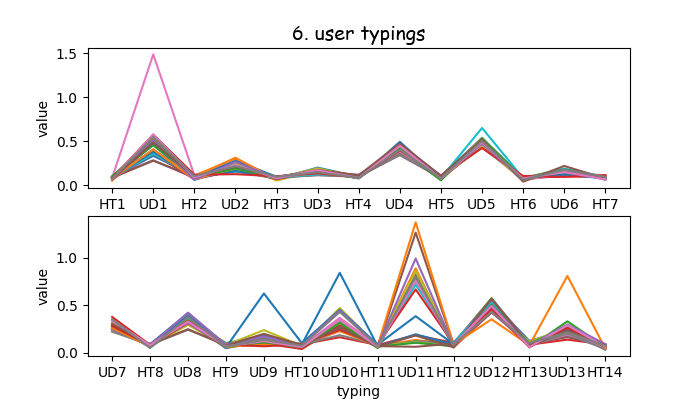 6. user typings
value
1.5
1.0
0.5
0.0
HT1 UD1 HT2 UD2 HT3 UD3 HT4 UD4 HT5 UD5 HT6 UD6 HT7
value
1.0
0.5
0.0
UD7 HT8 UD8 HT9 UD9 HT10 UD10 HT11 UD11 HT12 UD12 HT13 UD13 HT14
typing